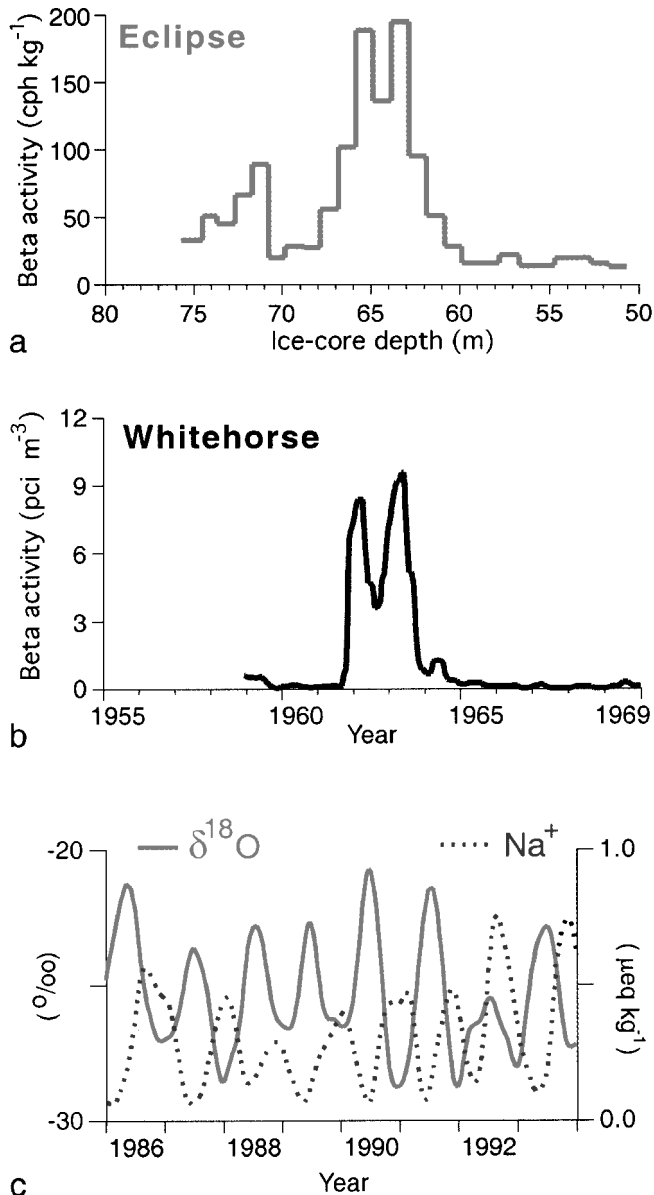 Eclipse
Beta activity (cph kg-1)
200
150
100
50
0
80 75 70 65 60 55 50
Ice-core depth (m)
a
Whitehorse
Beta activity (pci m-3)
12
9
6
3
0
1955 1960 1965 1969
Year
b
δ18O Na+
-20
(o/oo)
-30
1.0
(μeq kg-1)
0.0
1986 1988 1990 1992
Year
c